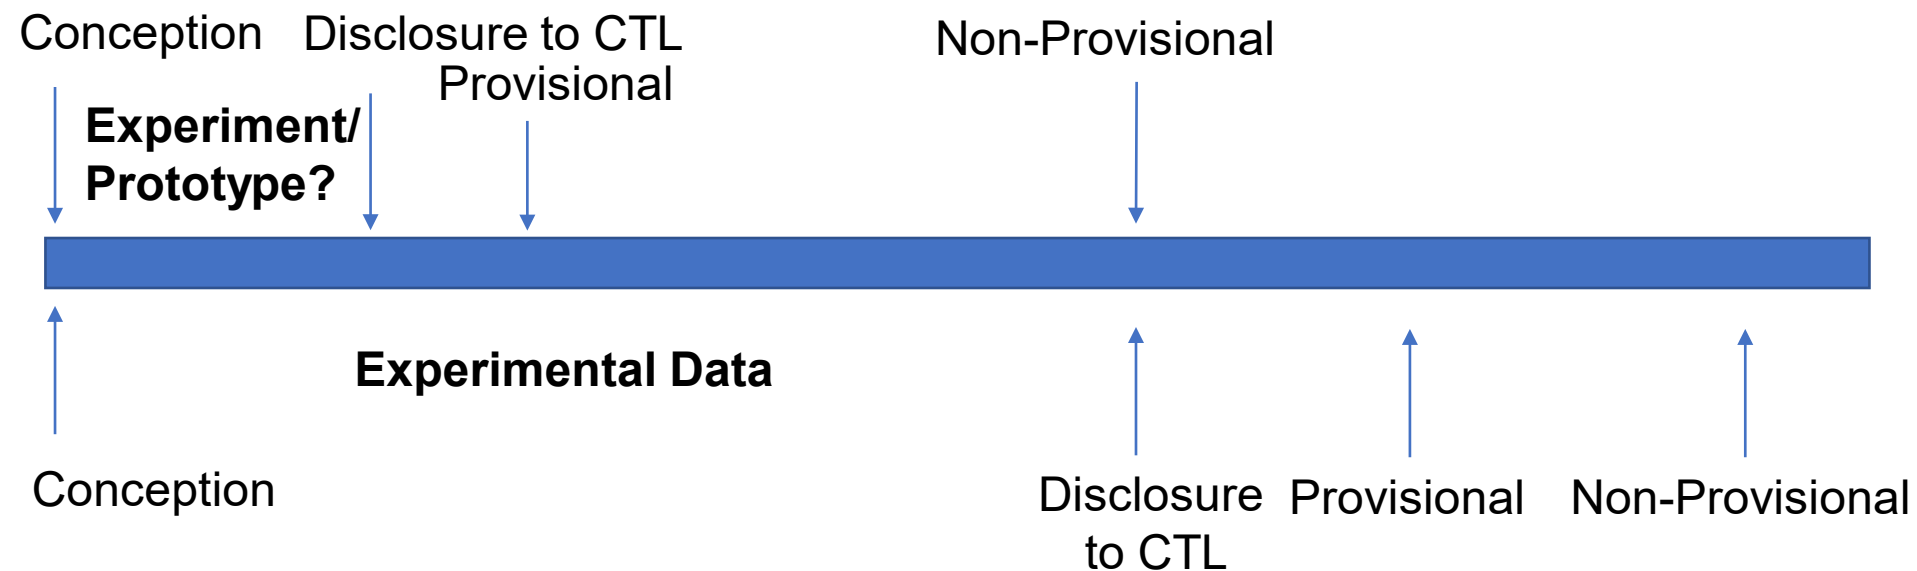 Conception
Disclosure to CTL
Provisional
Non-Provisional
Experiment/
Prototype?
Experimental Data
Conception
Disclosure
to CTL
Provisional
Non-Provisional